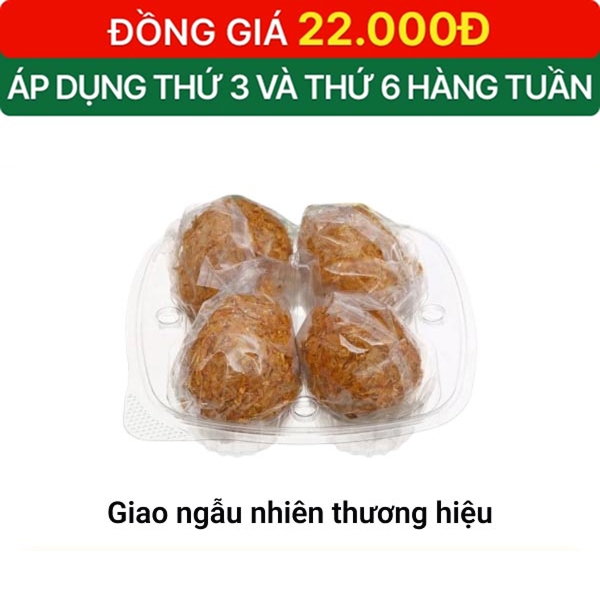 ĐỒNG GIÁ 22.000Đ
ÁP DỤNG THỨ 3 VÀ THỨ 6 HÀNG TUẦN
Giao ngẫu nhiên thương hiệu